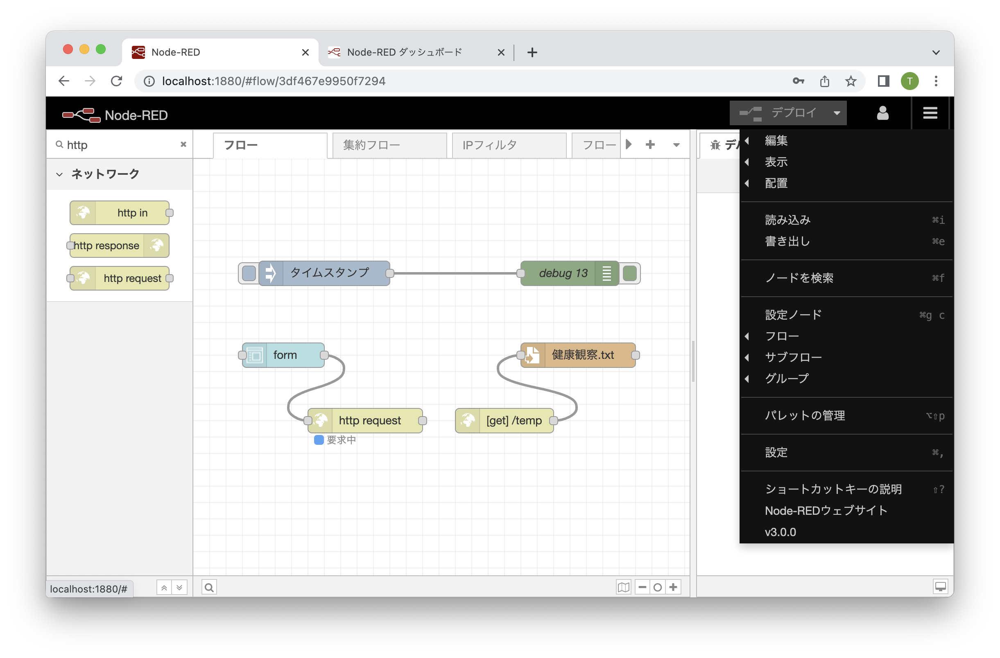 Node-RED
Node-RED ダッシュボード
localhost:1880/#flow/3df467e9950f7294
T
Node-RED
デプロイ
http
フロー
集約フロー
IPフィルタ
フロー
デバ
ネットワーク
http in
http response
http request
タイムスタンプ
debug 13
form
健康観察.txt
http request
[get] /temp
要求中
編集
表示
配置
読み込み ⌘i
書き出し ⌘e
ノードを検索 ⌘f
設定ノード ⌘g c
フロー
サブフロー
グループ
パレットの管理 ⌥⇧p
設定 ⌘,
ショートカットキーの説明 ⇧?
Node-REDウェブサイト
v3.0.0
localhost:1880/#